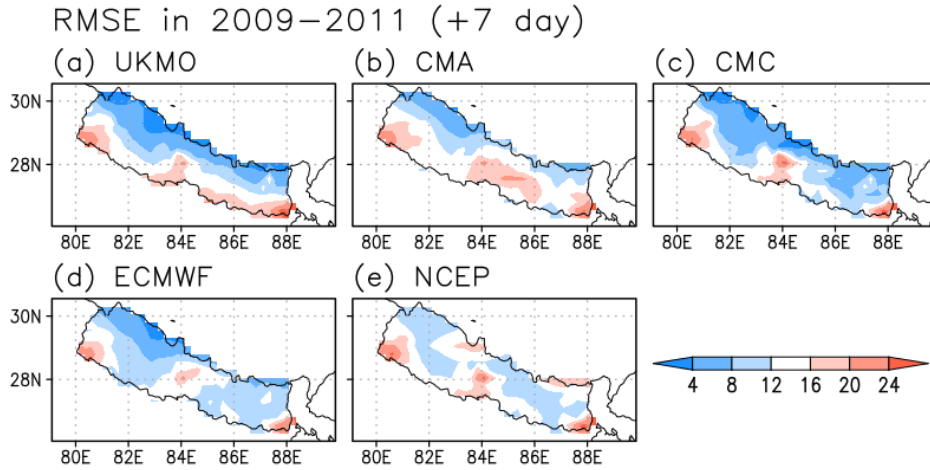 RMSE in 2009-2011 (+7 day)
(a) UKMO
(b) CMA
(c) CMC
30N
28N
80E 82E 84E 86E 88E
80E 82E 84E 86E 88E
80E 82E 84E 86E 88E
(d) ECMWF
(e) NCEP
30N
28N
80E 82E 84E 86E 88E
80E 82E 84E 86E 88E
4 8 12 16 20 24